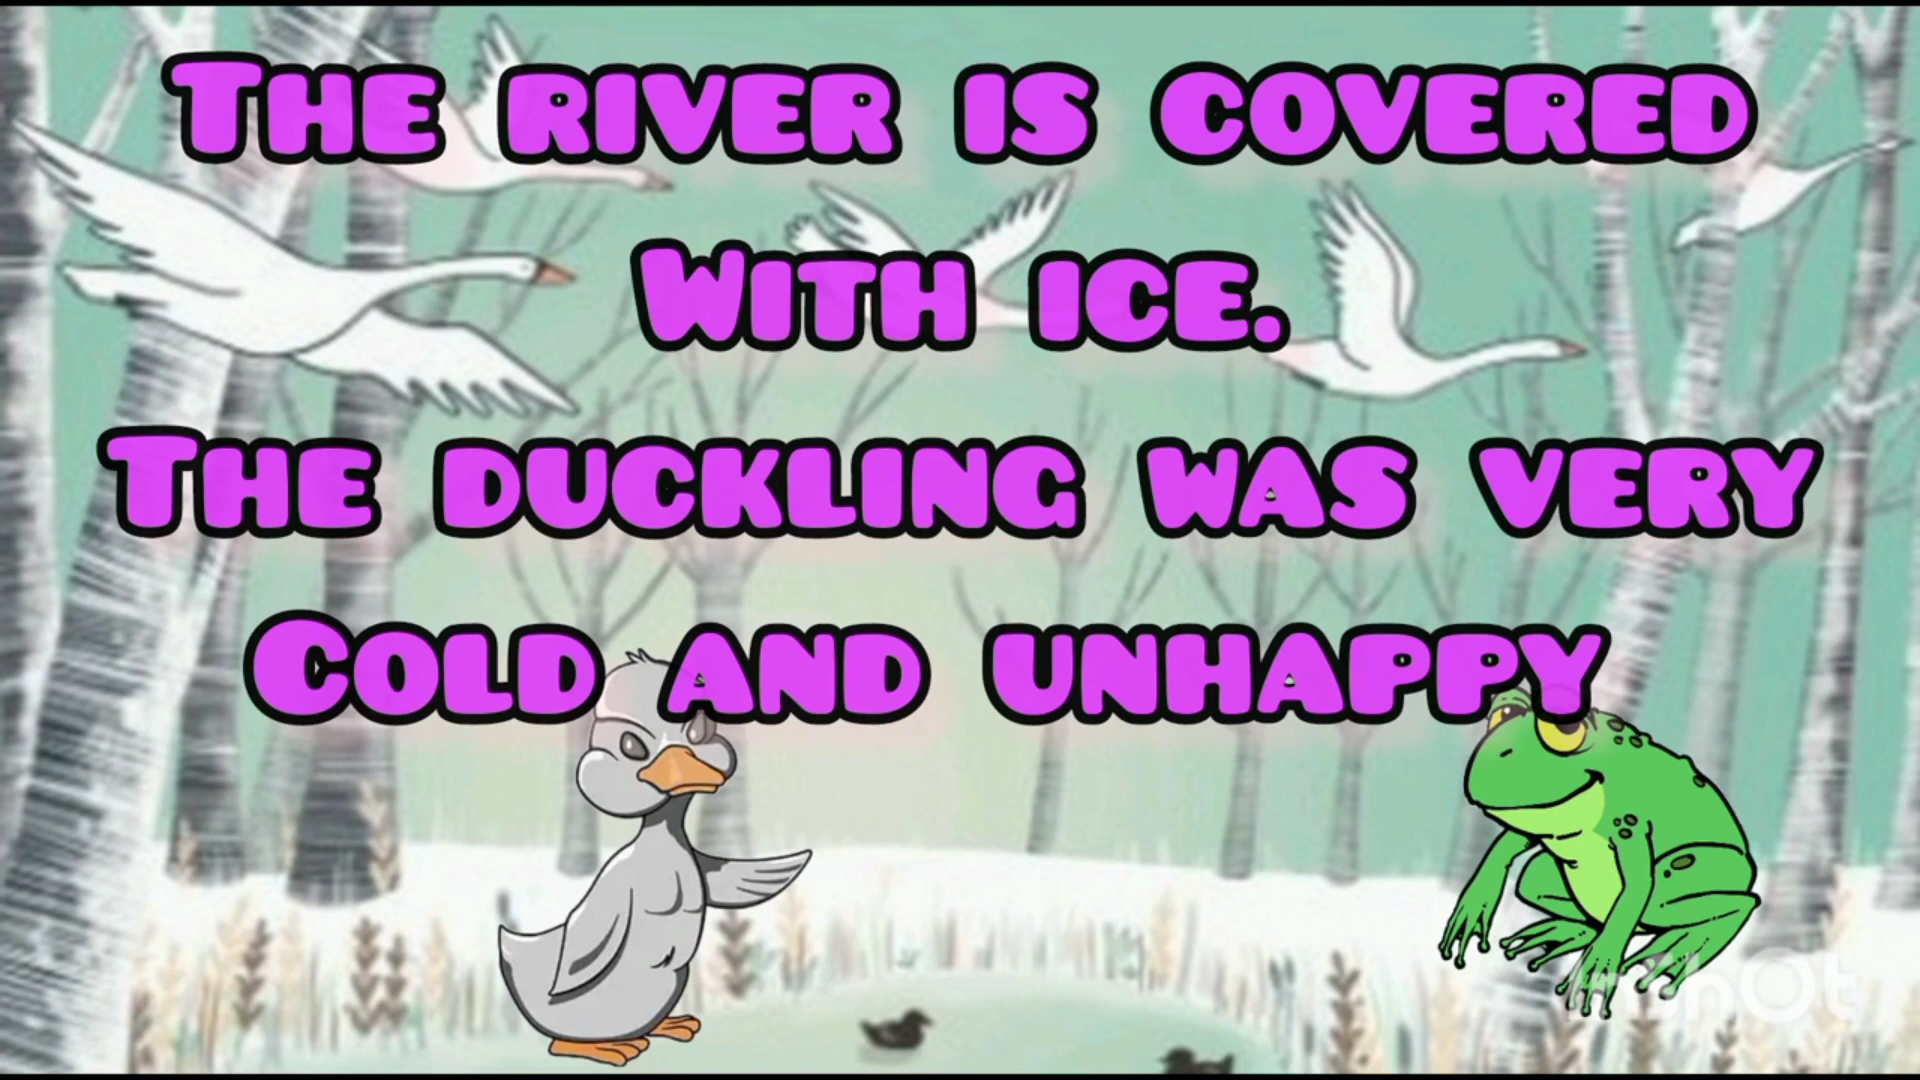 The river is covered
With ice.
The duckling was very
Cold and unhappy